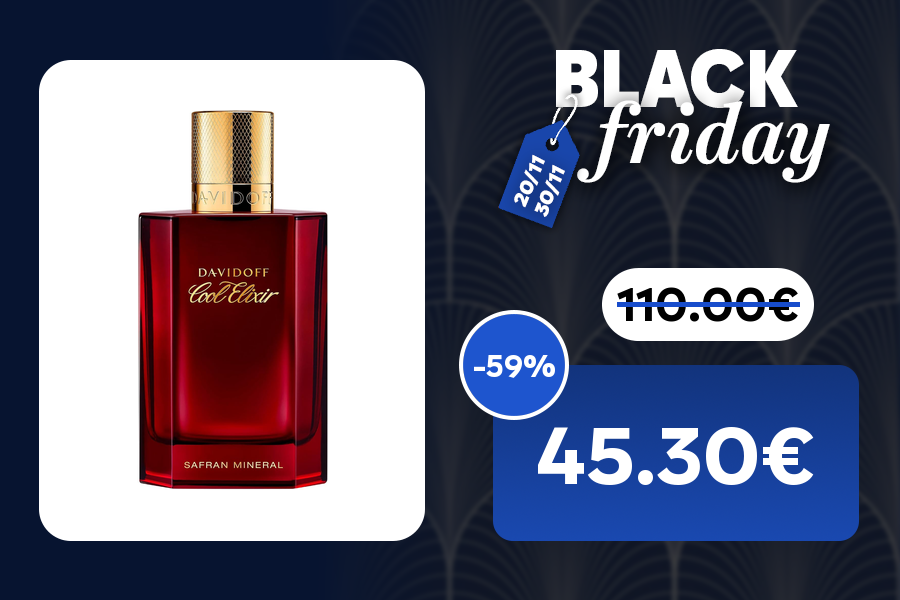 BLACK
friday
20/11
30/11
DAVIDOFF
DAVIDOFF
Cool Elixir
SAFRAN MINERAL
110.00€
-59%
45.30€